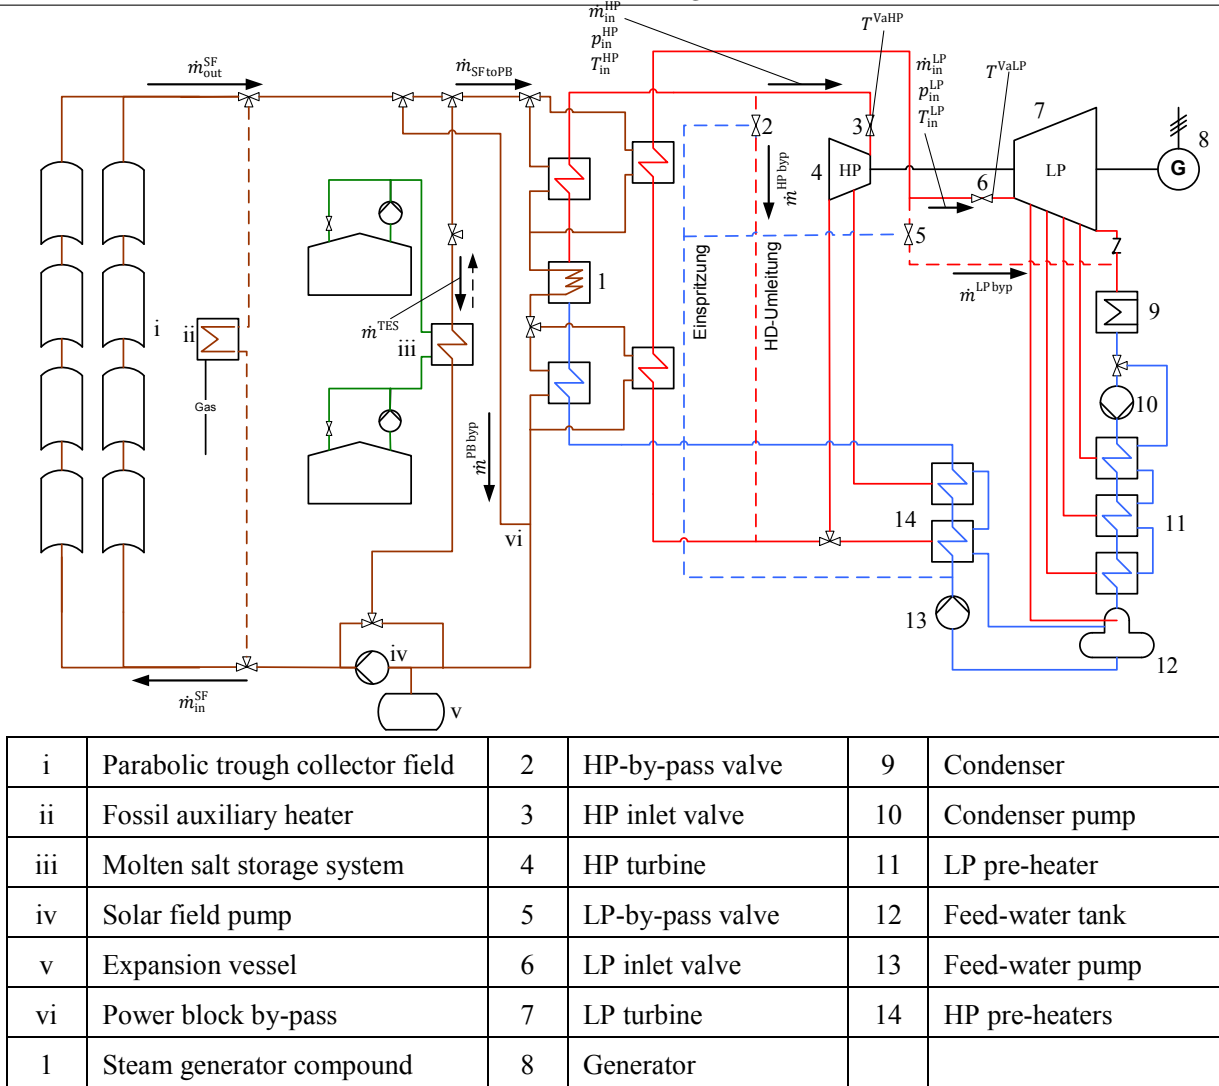 ṁ_in^HP
p_in^HP
T_in^HP
T^VaHP
ṁ_out^SF
ṁ_SFtoPB
ṁ_in^LP
p_in^LP
T_in^LP
T^VaLP
7
8
2
3
4
HP
LP
G
6
ṁ^HP byp
5
Einspritzung
HD-Umleitung
ṁ^LP byp
1
9
i
ii
ṁ^TES
iii
Gas
10
ṁ^PB byp
14
11
vi
13
iv
12
ṁ_in^SF
v
i Parabolic trough collector field 2 HP-by-pass valve 9 Condenser
ii Fossil auxiliary heater 3 HP inlet valve 10 Condenser pump
iii Molten salt storage system 4 HP turbine 11 LP pre-heater
iv Solar field pump 5 LP-by-pass valve 12 Feed-water tank
v Expansion vessel 6 LP inlet valve 13 Feed-water pump
vi Power block by-pass 7 LP turbine 14 HP pre-heaters
1 Steam generator compound 8 Generator